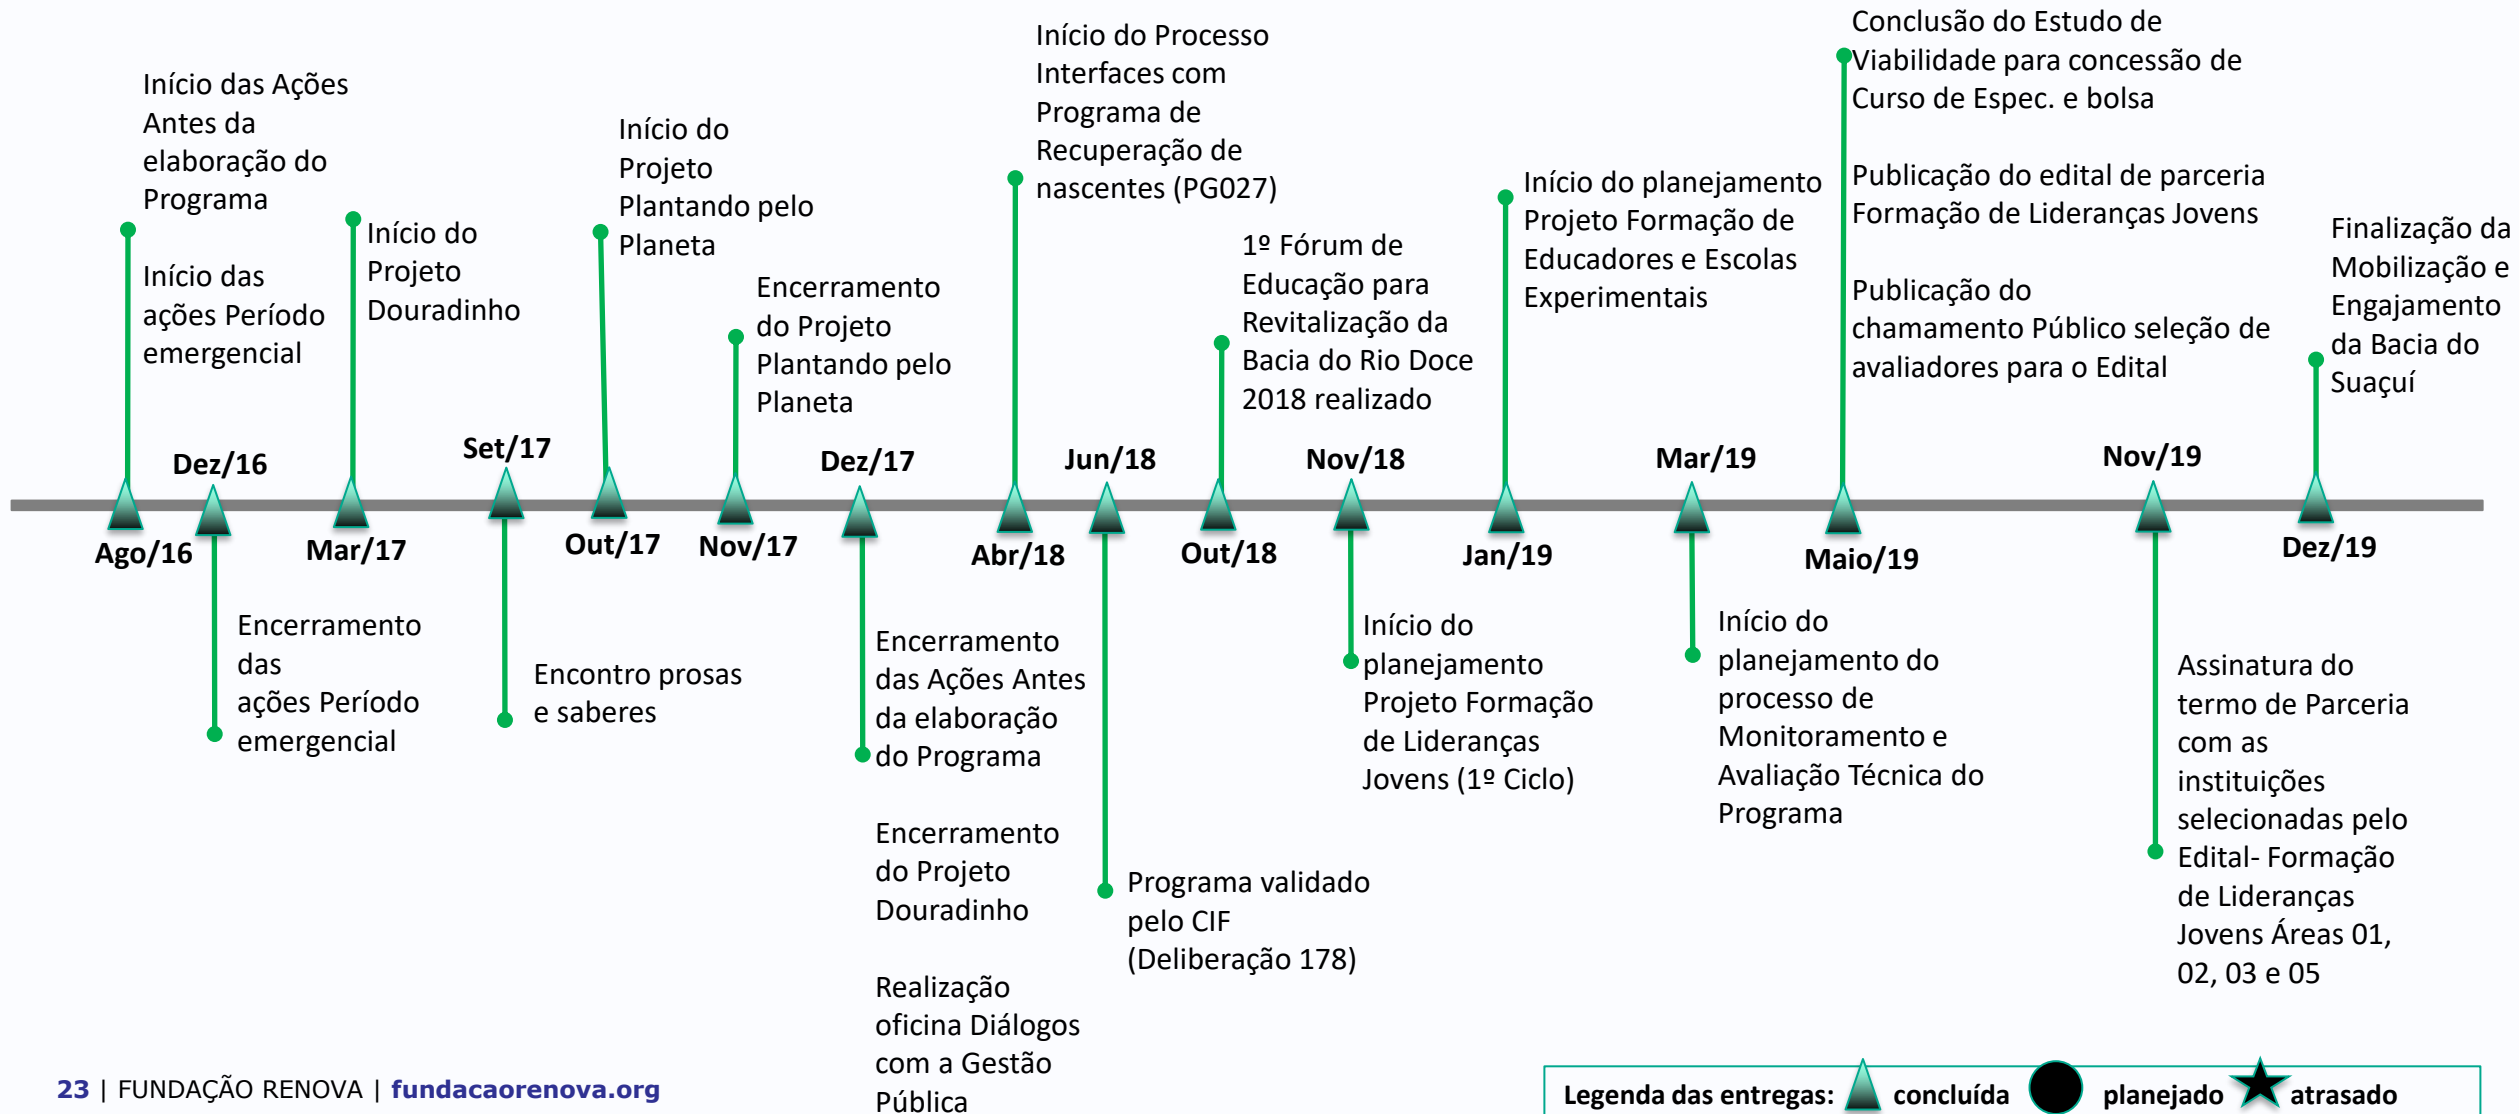 Início das Ações
Antes da
elaboração do
Programa
Início das
ações Período
emergencial
Ago/16
Dez/16
Encerramento
das
ações Período
emergencial
Início do
Projeto
Douradinho
Mar/17
Set/17
Encontro prosas
e saberes
Início do
Projeto
Plantando pelo
Planeta
Out/17
Encerramento
do Projeto
Plantando pelo
Planeta
Nov/17
Dez/17
Encerramento
das Ações Antes
da elaboração
do Programa
Encerramento
do Projeto
Douradinho
Realização
oficina Diálogos
com a Gestão
Pública
Início do Processo
Interfaces com
Programa de
Recuperação de
nascentes (PG027)
Abr/18
Jun/18
Programa validado
pelo CIF
(Deliberação 178)
1º Fórum de
Educação para
Revitalização da
Bacia do Rio Doce
2018 realizado
Out/18
Nov/18
Início do
planejamento
Projeto Formação
de Lideranças
Jovens (1º Ciclo)
Início do planejamento
Projeto Formação de
Educadores e Escolas
Experimentais
Jan/19
Mar/19
Início do
planejamento do
processo de
Monitoramento e
Avaliação Técnica do
Programa
Conclusão do Estudo de
Viabilidade para concessão de
Curso de Espec. e bolsa
Publicação do edital de parceria
Formação de Lideranças Jovens
Publicação do
chamamento Público seleção de
avaliadores para o Edital
Maio/19
Nov/19
Assinatura do
termo de Parceria
com as
instituições
selecionadas pelo
Edital- Formação
de Lideranças
Jovens Áreas 01,
02, 03 e 05
Finalização da
Mobilização e
Engajamento
da Bacia do
Suaçuí
Dez/19
23 | FUNDAÇÃO RENOVA | fundacaorenova.org
Legenda das entregas: concluída planejado atrasado